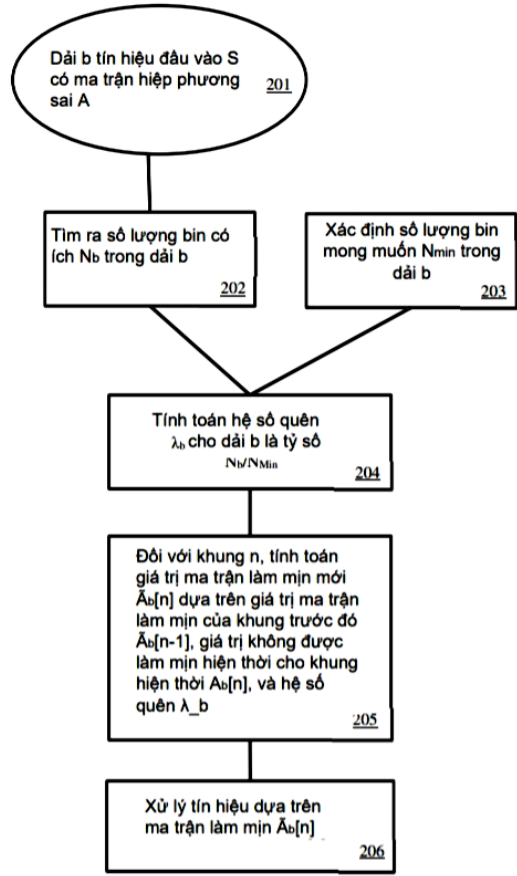 Dải b tín hiệu đầu vào S
có ma trận hiệp phương
sai A
201
Tìm ra số lượng bin có
ích Nb trong dải b
202
Xác định số lượng bin
mong muốn Nmin trong
dải b
203
Tính toán hệ số quên
λb cho dải b là tỷ số
Nb/NMin
204
Đối với khung n, tính toán
giá trị ma trận làm mịn mới
Ãb[n] dựa trên giá trị ma trận
làm mịn của khung trước đó
Ãb[n-1], giá trị không được
làm mịn hiện thời cho khung
hiện thời Ab[n], và hệ số
quên λ_b
205
Xử lý tín hiệu dựa trên
ma trận làm mịn Ãb[n]
206